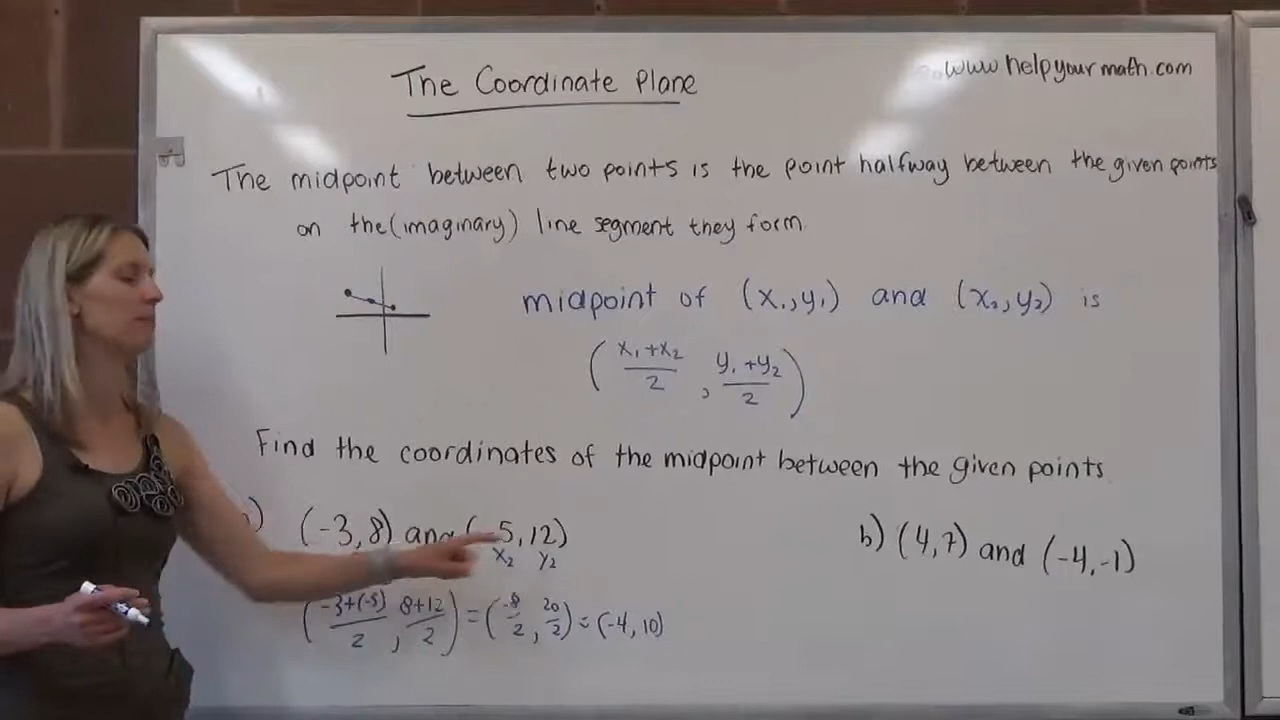 The Coordinate Plane
www.helpyourmath.com
The midpoint between two points is the point halfway between the given points
on the (imaginary) line segment they form.
midpoint of (x₁,y₁) and (x₂,y₂) is
(x₁+x₂/2, y₁+y₂/2)
Find the coordinates of the midpoint between the given points
(-3,8) and (-5,12)
x₂ y₂
(-3+(-5)/2, 8+12/2) = (-8/2, 20/2) = (-4,10)
b) (4,7) and (-4,-1)